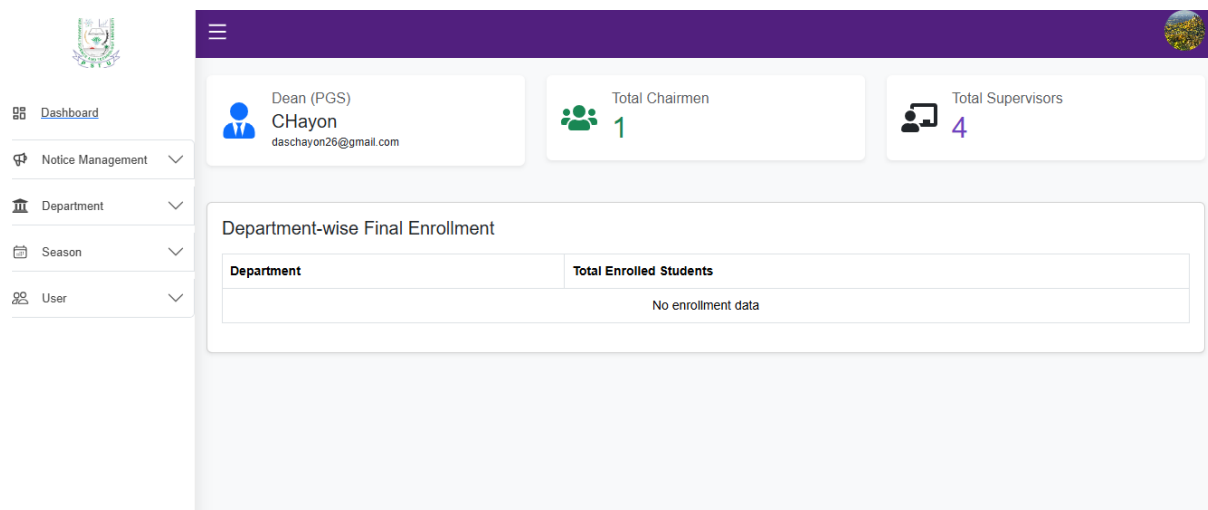 Dashboard
Notice Management
Department
Season
User
Dean (PGS)
CHayon
daschayon26@gmail.com
Total Chairmen
1
Total Supervisors
4
Department-wise Final Enrollment
Department Total Enrolled Students
No enrollment data